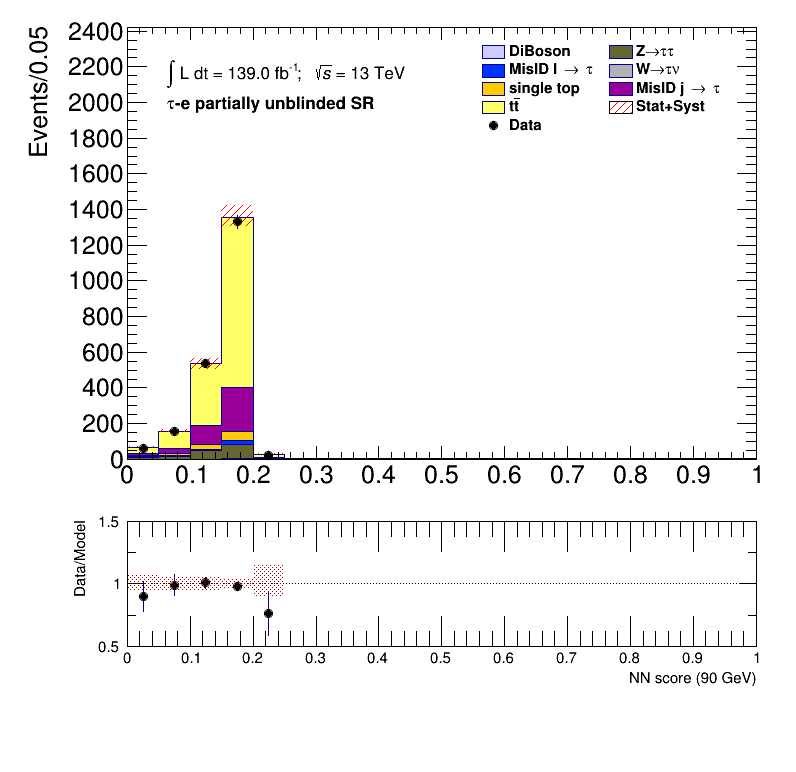 Events/0.05
2400
2200
2000
1800
1600
1400
1200
1000
800
600
400
200
0
∫ L dt = 139.0 fb⁻¹; √s = 13 TeV
τ-e partially unblinded SR
DiBoson
MisID l → τ
single top
tt̄
Data
Z→ττ
W→τν
MisID j → τ
Stat+Syst
0 0.1 0.2 0.3 0.4 0.5 0.6 0.7 0.8 0.9 1
Data/Model
1.5
1
0.5
0 0.1 0.2 0.3 0.4 0.5 0.6 0.7 0.8 0.9 1
NN score (90 GeV)